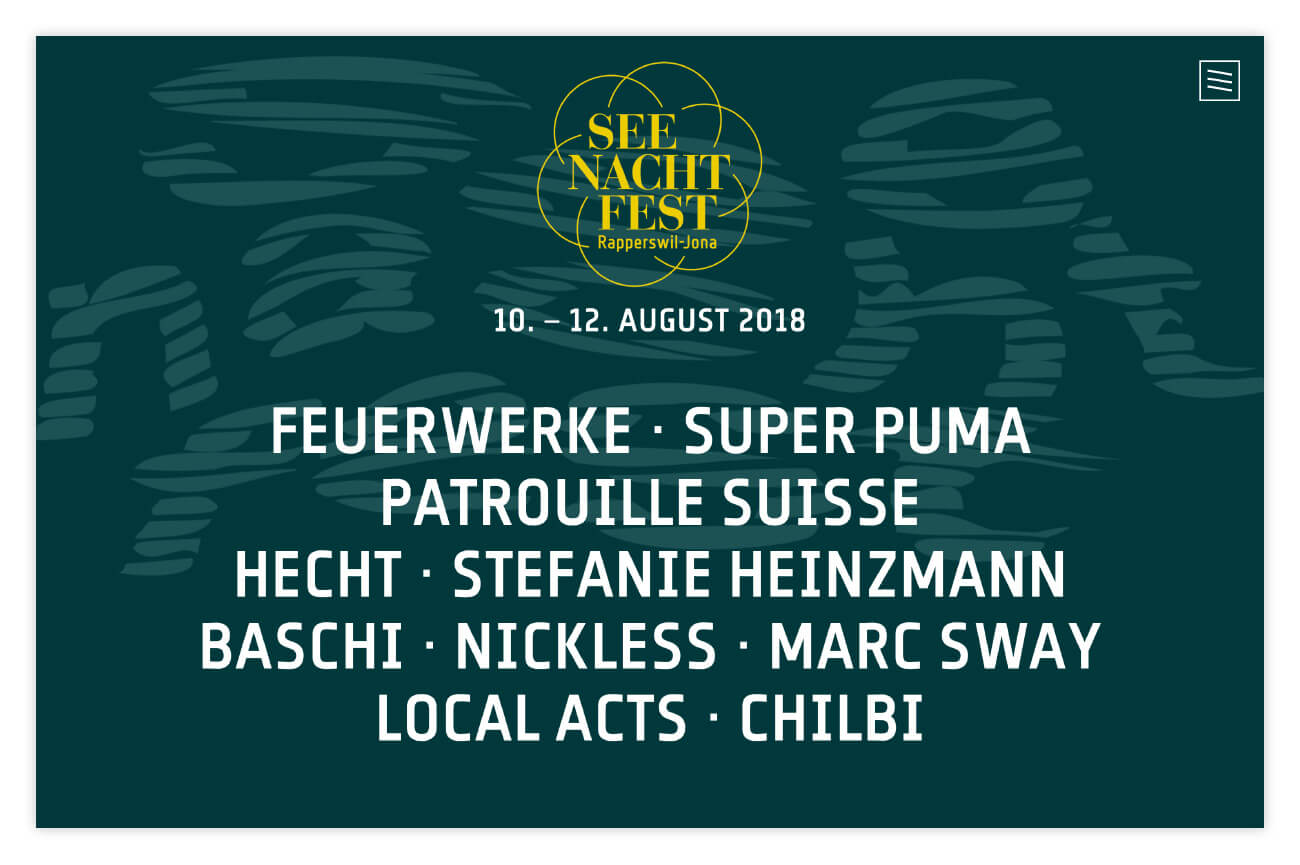 SEE
NACHT
FEST
Rapperswil-Jona
10. – 12. AUGUST 2018
FEUERWERKE · SUPER PUMA
PATROUILLE SUISSE
HECHT · STEFANIE HEINZMANN
BASCHI · NICKLESS · MARC SWAY
LOCAL ACTS · CHILBI